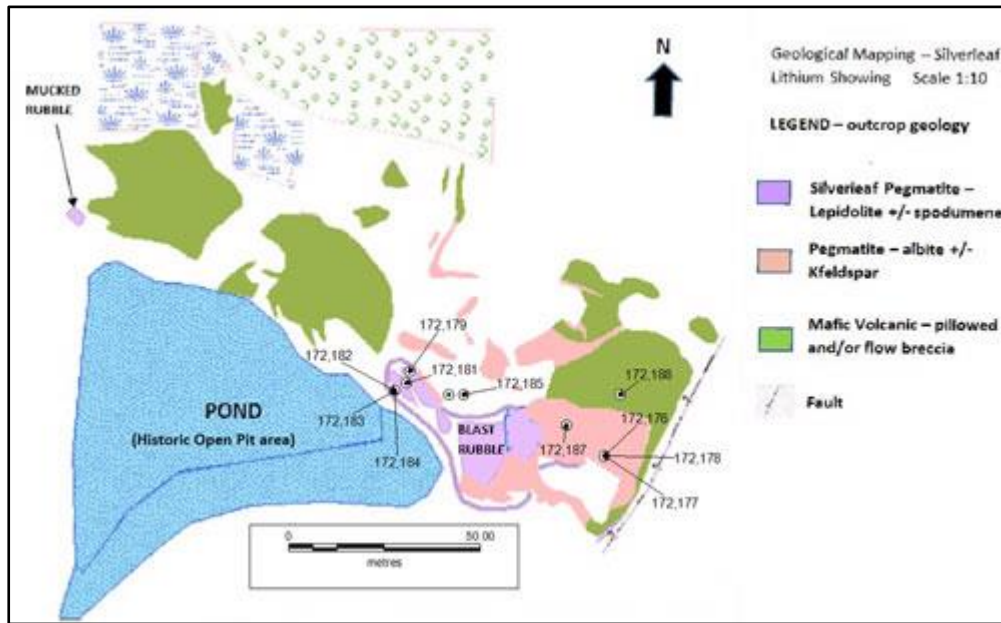 N
Geological Mapping – Silverleaf
Lithium Showing Scale 1:10
MUCKED
RUBBLE
LEGEND – outcrop geology
Silverleaf Pegmatite –
Lepidolite +/- spodumene
Pegmatite – albite +/-
Kfeldspar
Mafic Volcanic – pillowed
and/or flow breccia
Fault
172,179
172,182
172,181
172,185
172,188
172,183
172,184
172,176
172,187
172,178
172,177
POND
(Historic Open Pit area)
BLAST
RUBBLE
0 50.00
metres